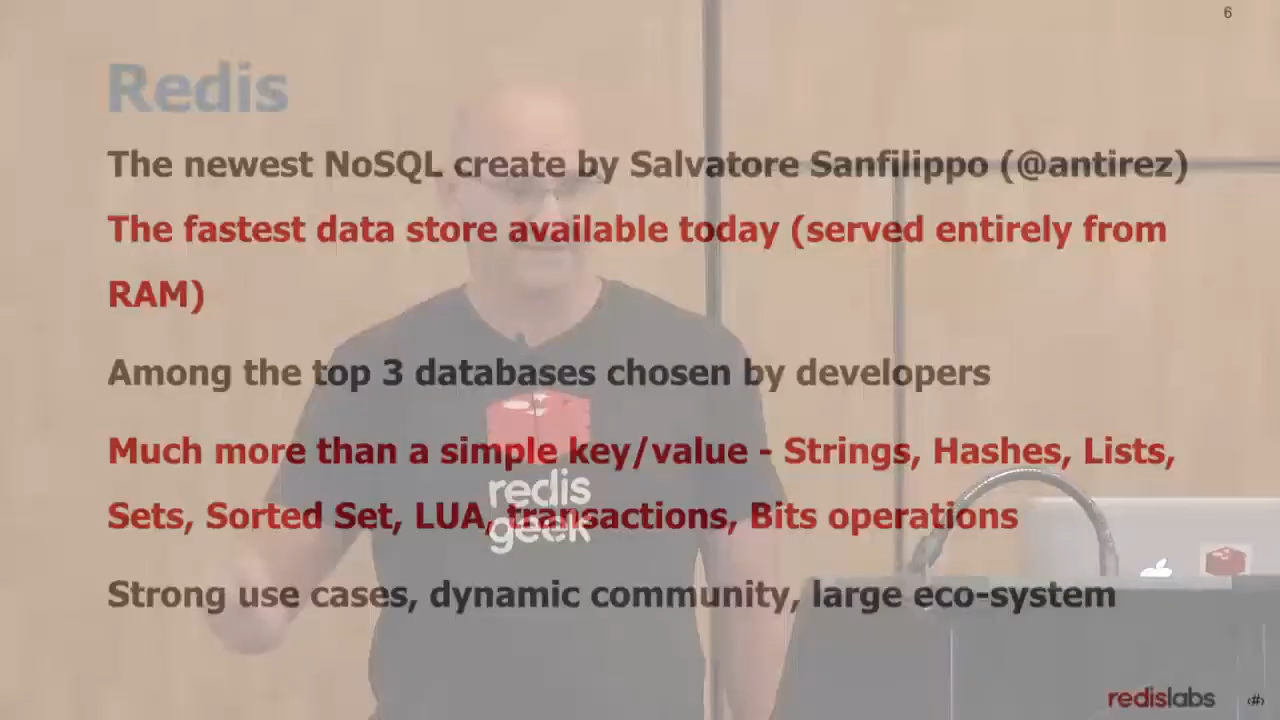 6
Redis
The newest NoSQL create by Salvatore Sanfilippo (@antirez)
The fastest data store available today (served entirely from
RAM)
Among the top 3 databases chosen by developers
Much more than a simple key/value - Strings, Hashes, Lists,
Sets, Sorted Set, LUA, transactions, Bits operations
Strong use cases, dynamic community, large eco-system
redis
geek
redislabs
‹#›